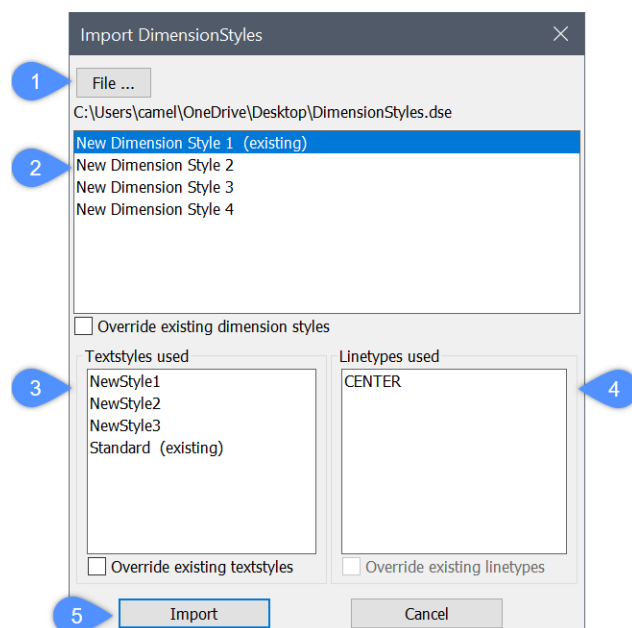 Import DimensionStyles
1
File ...
C:\Users\camel\OneDrive\Desktop\DimensionStyles.dse
New Dimension Style 1 (existing)
2
New Dimension Style 2
New Dimension Style 3
New Dimension Style 4
Override existing dimension styles
Textstyles used
3
NewStyle1
NewStyle2
NewStyle3
Standard (existing)
Override existing textstyles
Linetypes used
CENTER
4
Override existing linetypes
5
Import
Cancel